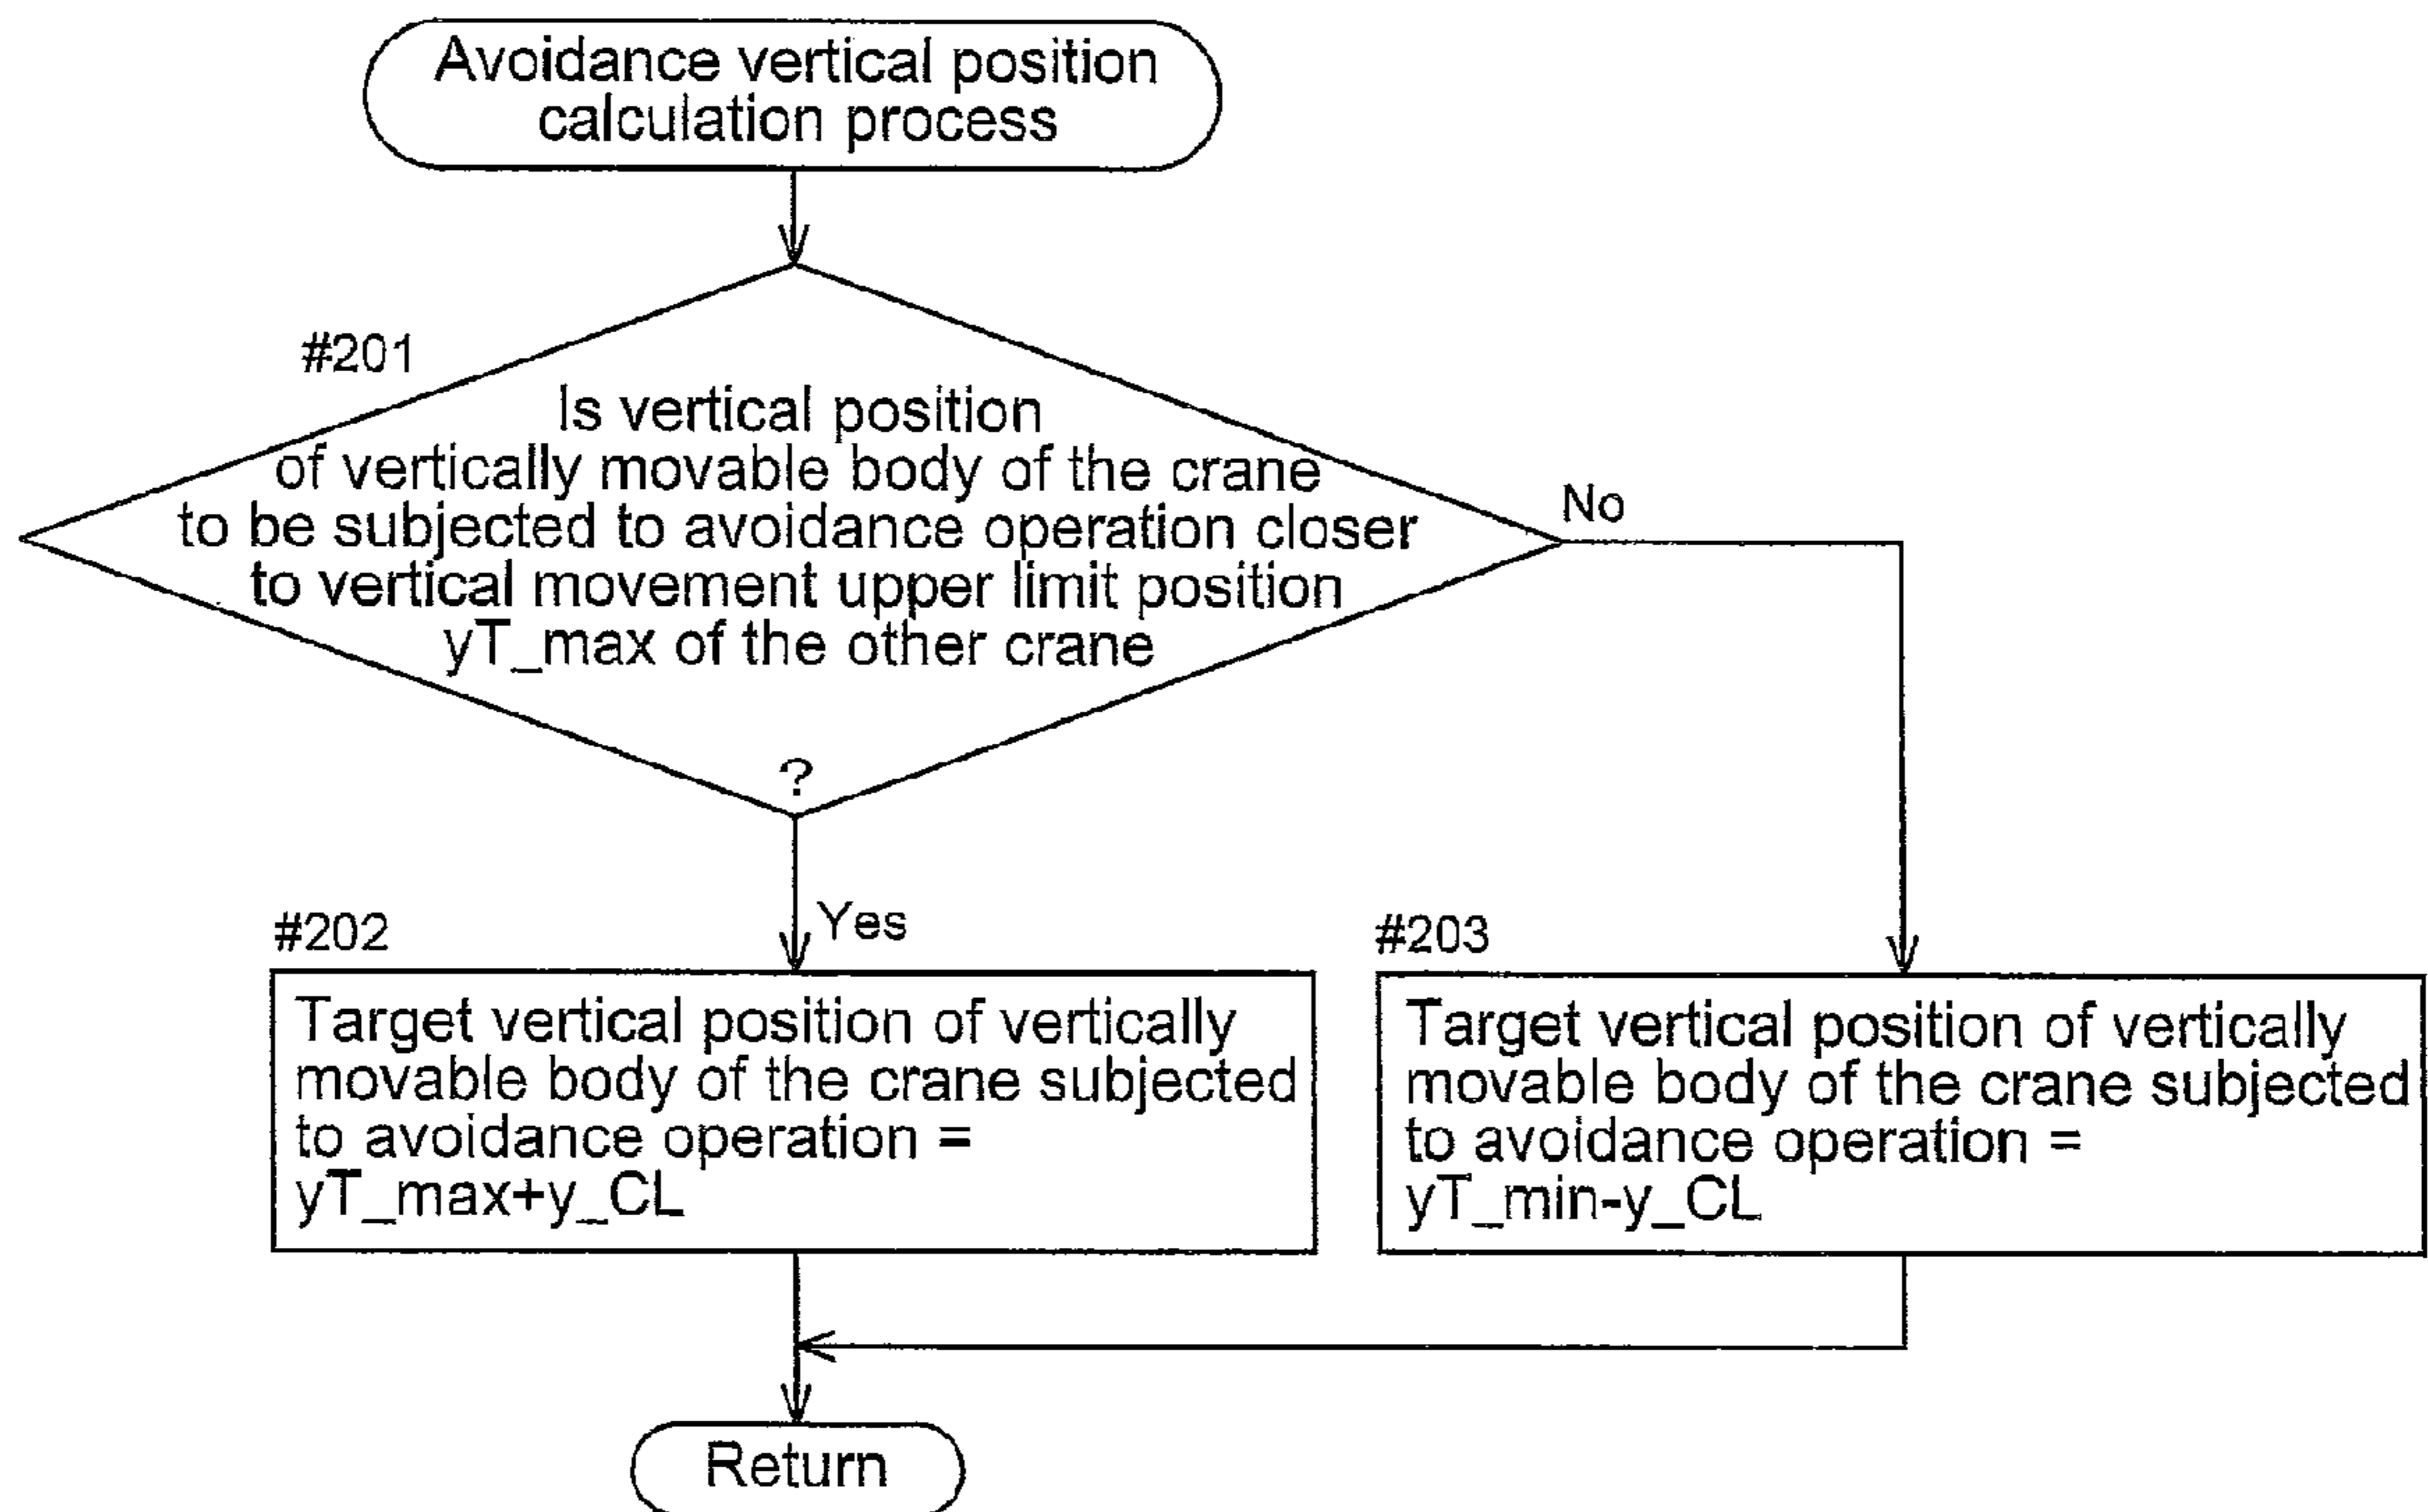 Avoidance vertical position
calculation process
#201
Is vertical position
of vertically movable body of the crane
to be subjected to avoidance operation closer
to vertical movement upper limit position
yT_max of the other crane
?
No
Yes
#202
Target vertical position of vertically
movable body of the crane subjected
to avoidance operation =
yT_max+y_CL
#203
Target vertical position of vertically
movable body of the crane subjected
to avoidance operation =
yT_min-y_CL
Return